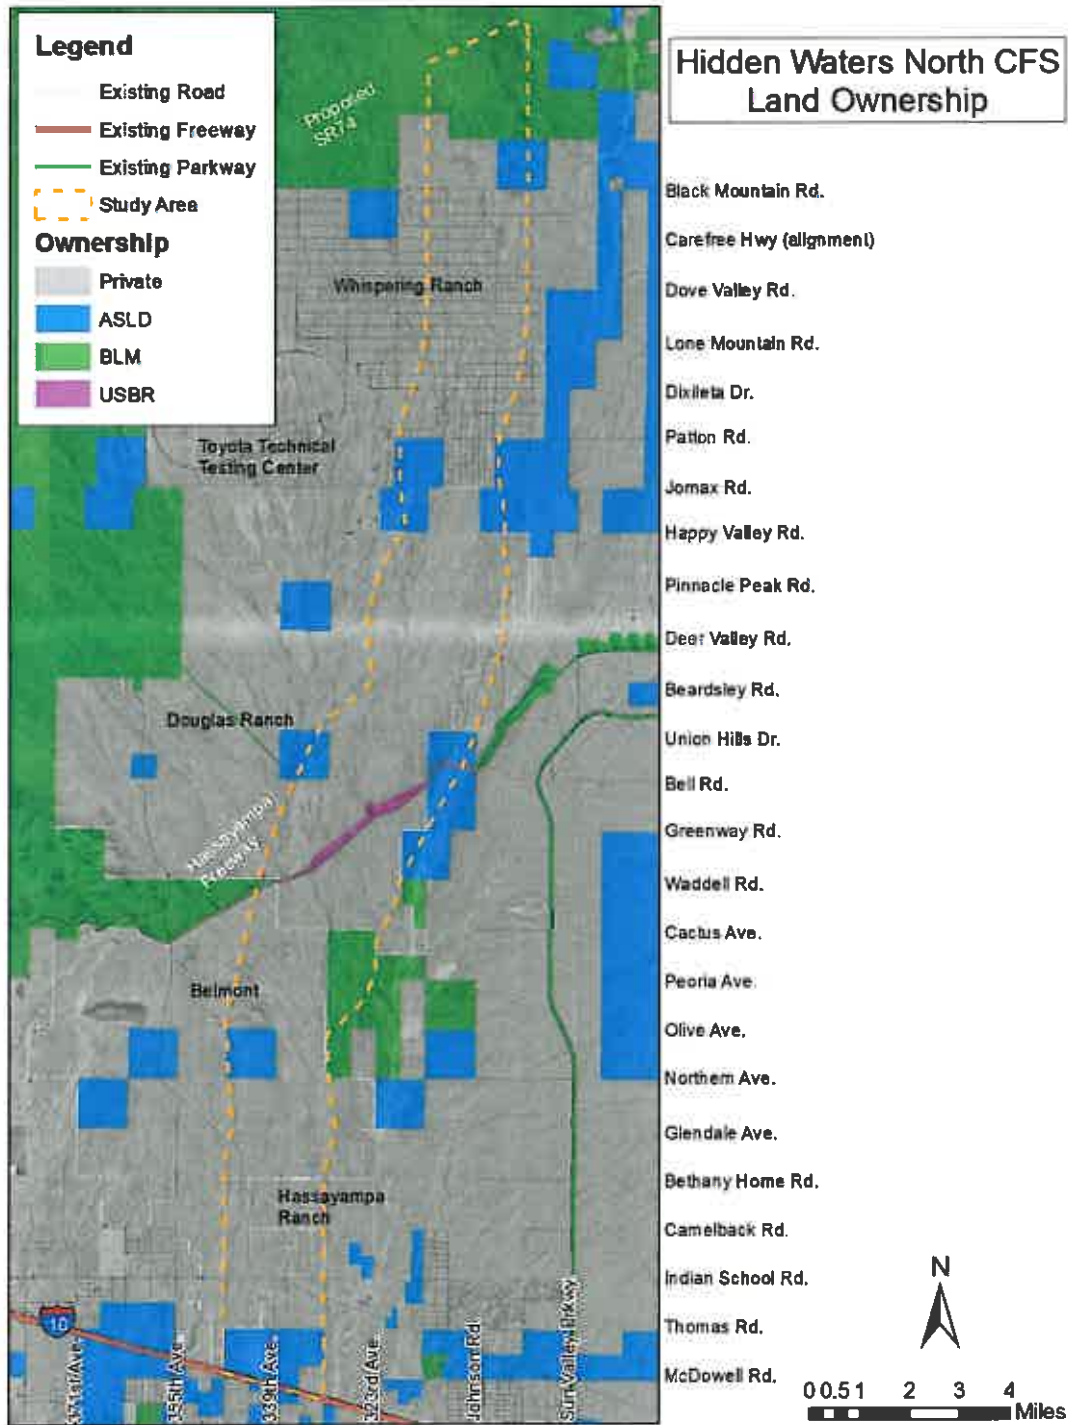 Legend
Existing Road
Existing Freeway
Existing Parkway
Study Area
Ownership
Private
ASLD
BLM
USBR
Hidden Waters North CFS
Land Ownership
Proposed
SR74
Whispering Ranch
Toyota Technical
Testing Center
Douglas Ranch
Hassayampa
Freeway
Belmont
Hassayampa
Ranch
10
371st Ave.
355th Ave.
339th Ave.
323rd Ave.
Johnson Rd.
Sun Valley Prkwy
Black Mountain Rd.
Carefree Hwy (alignment)
Dove Valley Rd.
Lone Mountain Rd.
Dixileta Dr.
Patton Rd.
Jomax Rd.
Happy Valley Rd.
Pinnacle Peak Rd.
Deer Valley Rd.
Beardsley Rd.
Union Hills Dr.
Bell Rd.
Greenway Rd.
Waddell Rd.
Cactus Ave.
Peoria Ave.
Olive Ave.
Northern Ave.
Glendale Ave.
Bethany Home Rd.
Camelback Rd.
Indian School Rd.
Thomas Rd.
McDowell Rd.
N
0 0.5 1 2 3 4
Miles